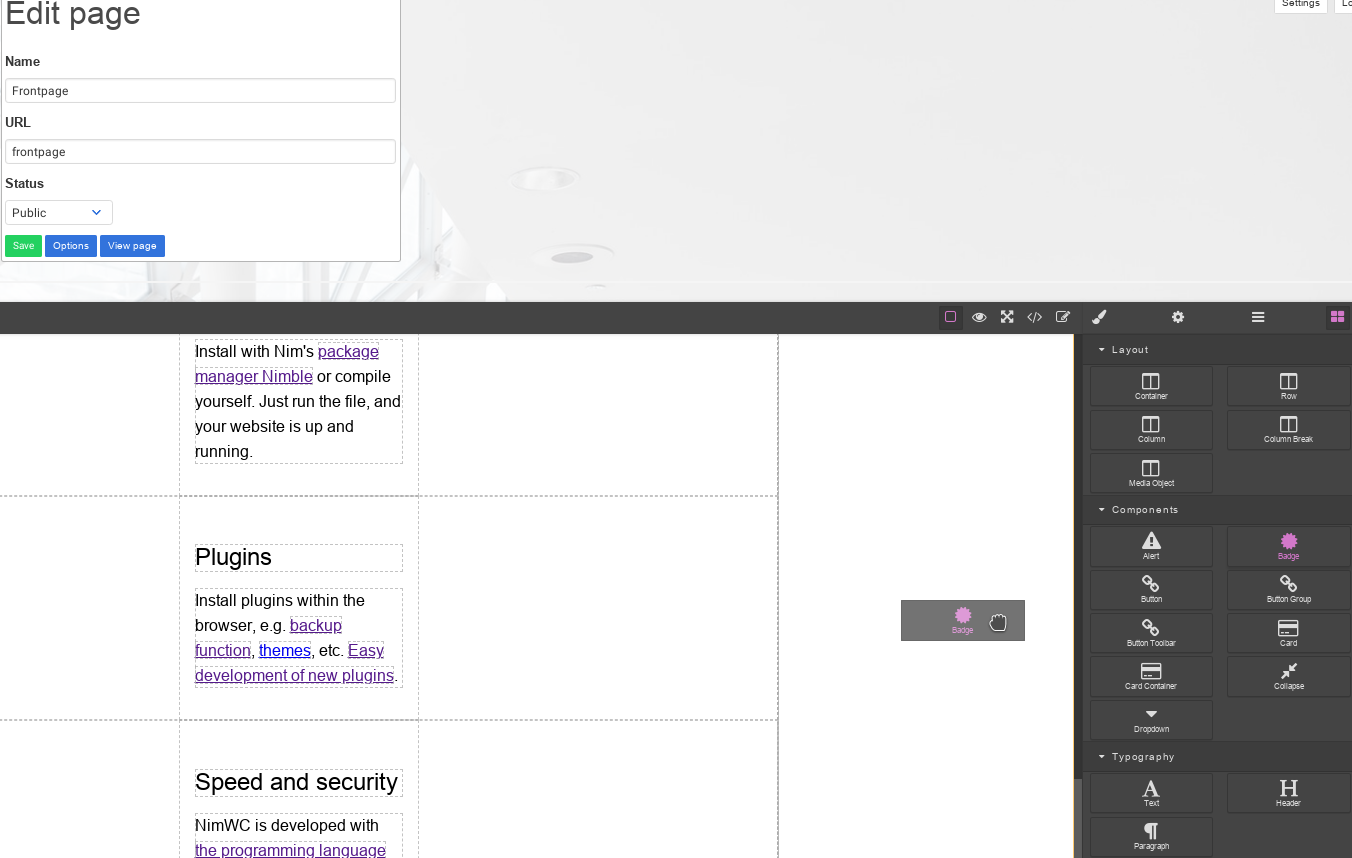 Edit page
Settings
Lo
Name
Frontpage
URL
frontpage
Status
Public
Save
Options
View page
Install with Nim's package
manager Nimble or compile
yourself. Just run the file, and
your website is up and
running.
Plugins
Install plugins within the
browser, e.g. backup
function, themes, etc. Easy
development of new plugins.
Speed and security
NimWC is developed with
the programming language
Badge
Layout
Container
Row
Column
Column Break
Media Object
Components
Alert
Badge
Button
Button Group
Button Toolbar
Card
Card Container
Collapse
Dropdown
Typography
Text
Header
Paragraph